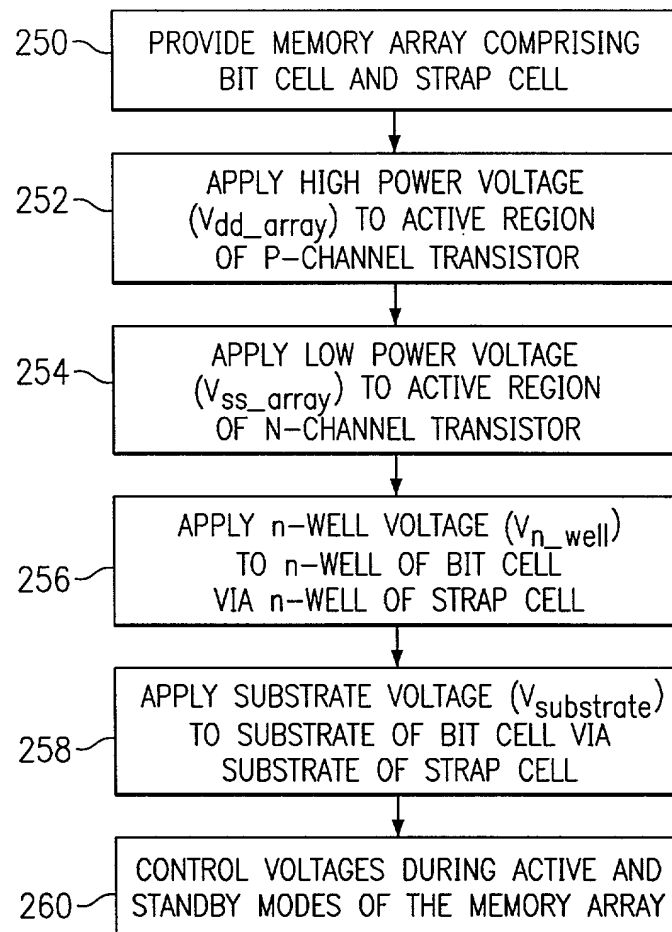 250
PROVIDE MEMORY ARRAY COMPRISING
BIT CELL AND STRAP CELL
252
APPLY HIGH POWER VOLTAGE
(Vdd_array) TO ACTIVE REGION
OF P-CHANNEL TRANSISTOR
254
APPLY LOW POWER VOLTAGE
(Vss_array) TO ACTIVE REGION
OF N-CHANNEL TRANSISTOR
256
APPLY n-WELL VOLTAGE (Vn_well)
TO n-WELL OF BIT CELL
VIA n-WELL OF STRAP CELL
258
APPLY SUBSTRATE VOLTAGE (Vsubstrate)
TO SUBSTRATE OF BIT CELL VIA
SUBSTRATE OF STRAP CELL
260
CONTROL VOLTAGES DURING ACTIVE AND
STANDBY MODES OF THE MEMORY ARRAY